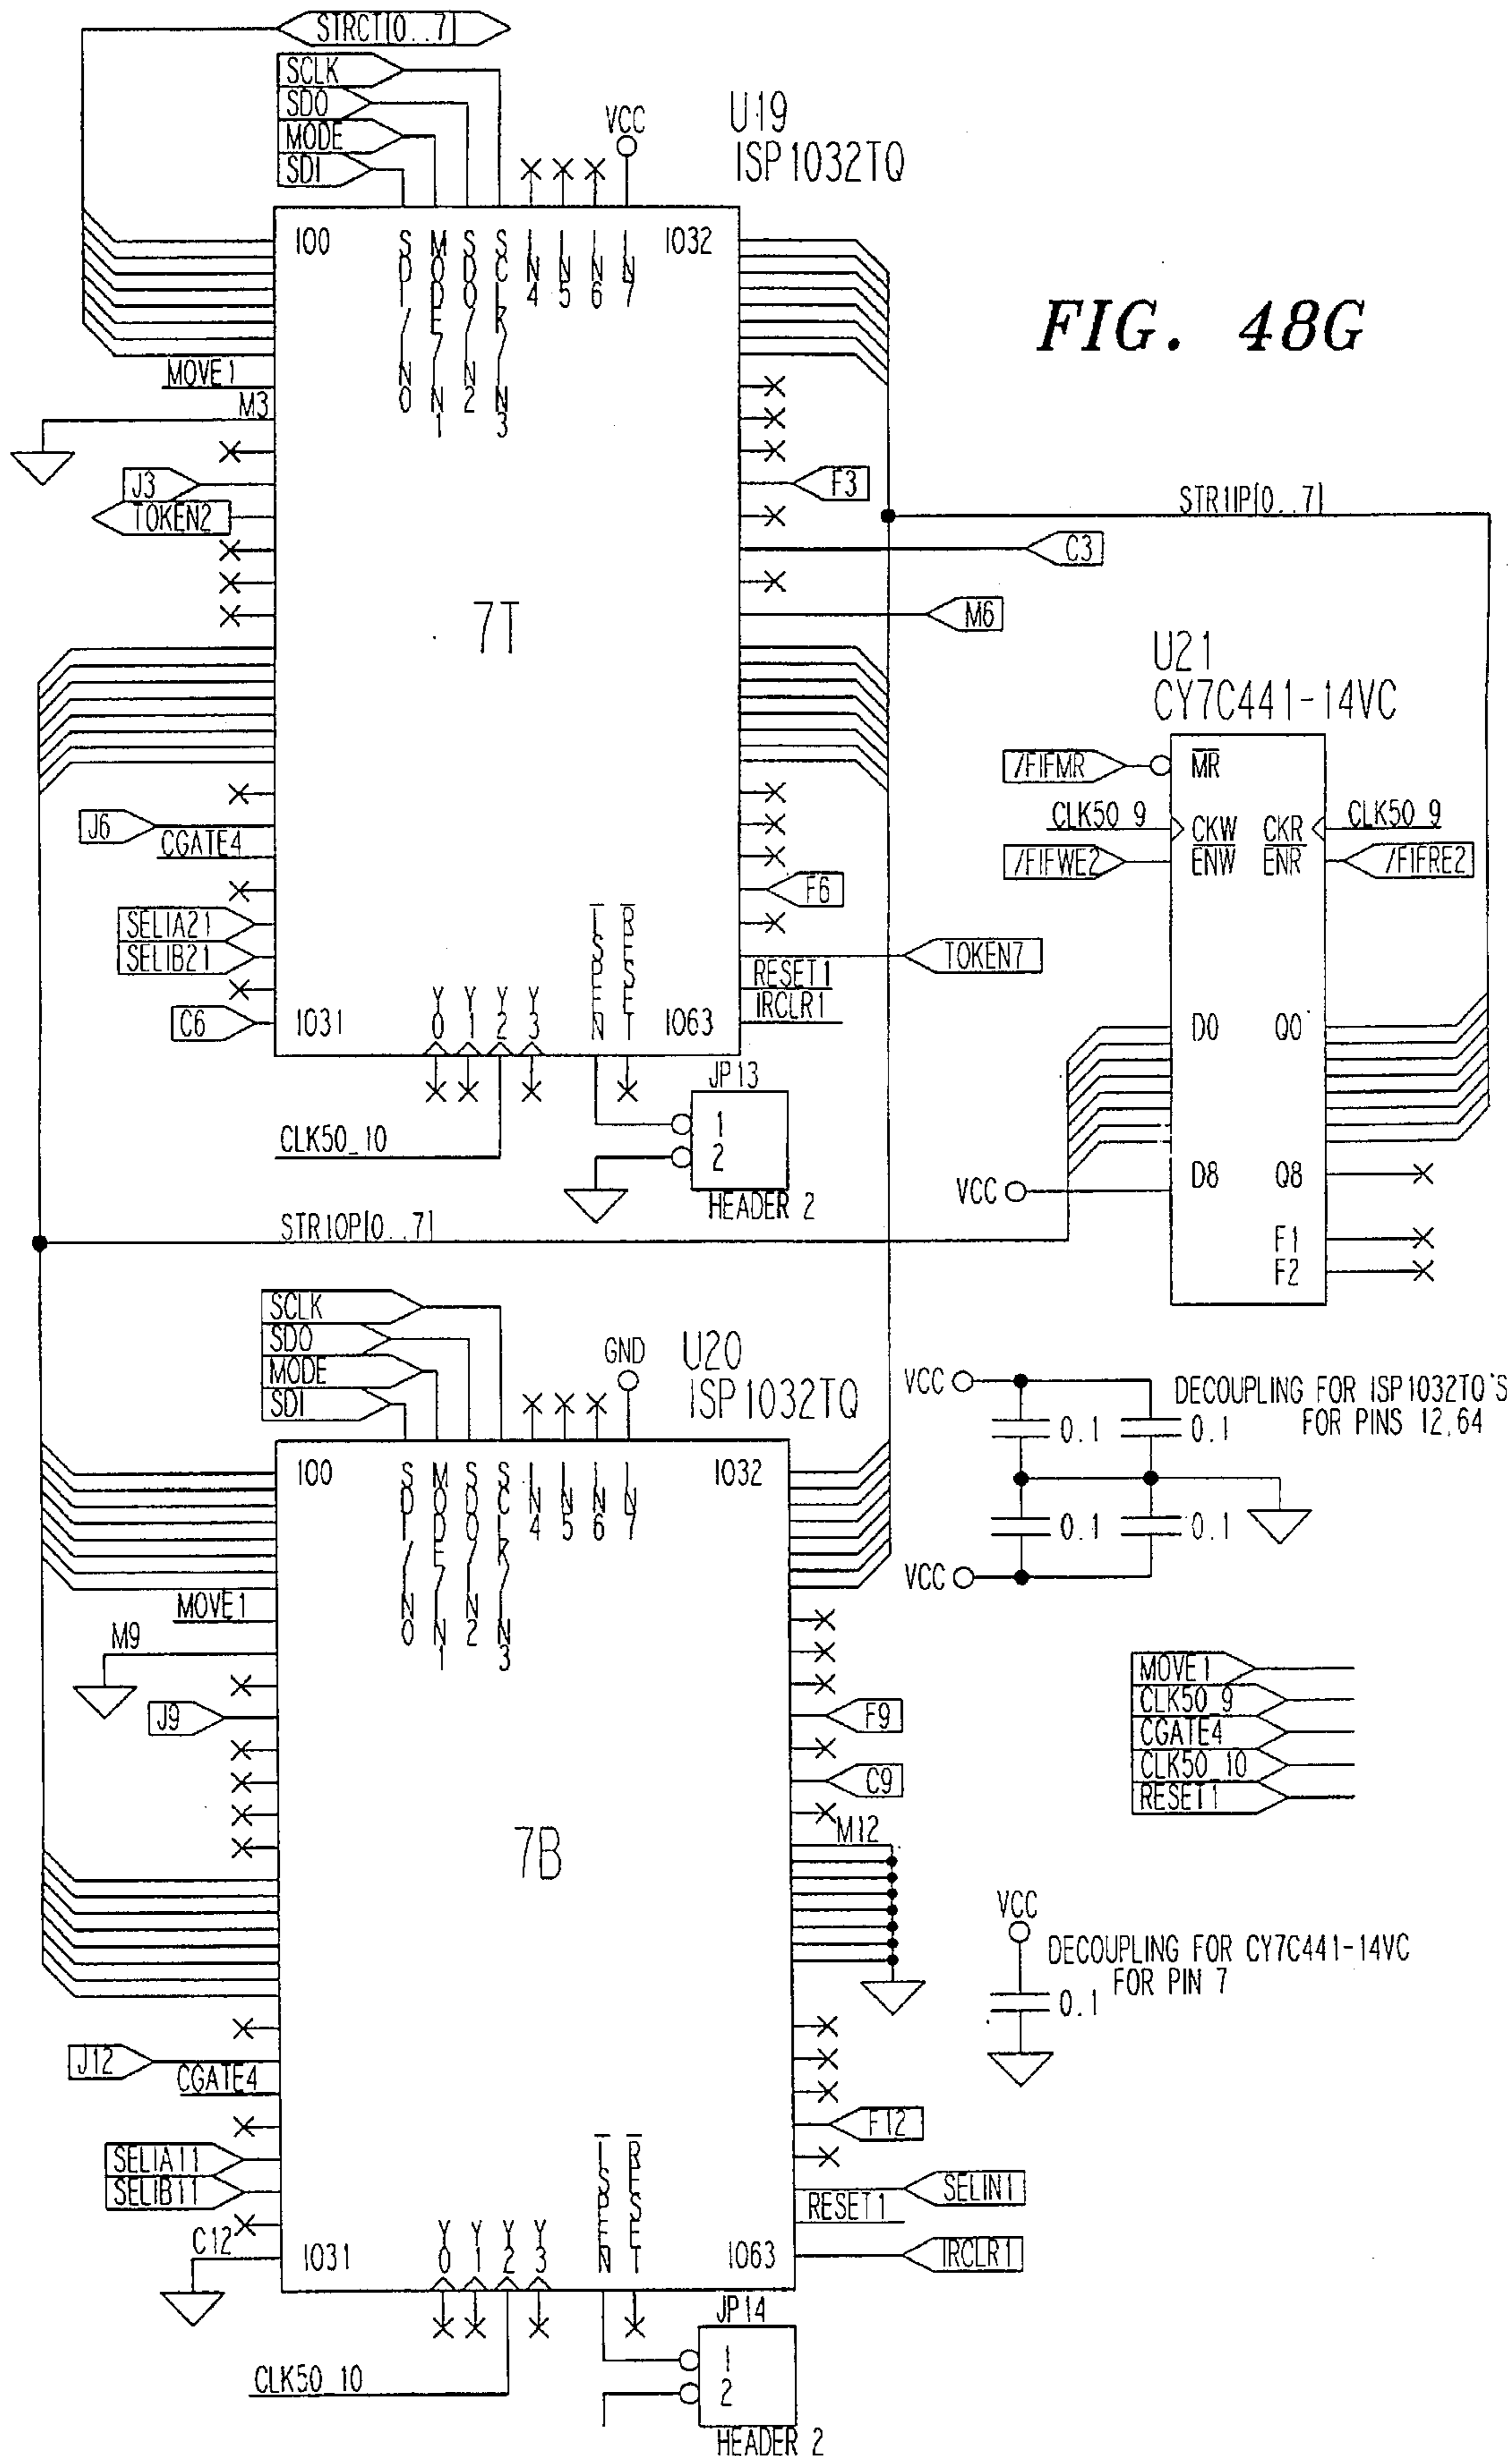 STRCT[0..7]
SCLK
SDO
MODE
SDI
VCC
U19
ISP1032TQ
FIG. 48G
IO0
SDI/IN0
MODE/IN1
SDO/IN2
SCLK/IN3
IN4
IN5
IN6
IN7
IO32
MOVE1
M3
J3
TOKEN2
F3
STR1IP[0..7]
C3
M6
7T
U21
CY7C441-14VC
/FIFMR
MR
CLK50_9
CKW
CKR
CLK50_9
/FIFWE2
ENW
ENR
/FIFRE2
J6
CGATE4
F6
SELIA21
SELIB21
TOKEN7
RESET1
IRCLR1
C6
IO31
Y0
Y1
Y2
Y3
ISPEN
RESET
IO63
D0
Q0
JP13
1
2
HEADER 2
CLK50_10
VCC
D8
Q8
F1
F2
STR1OP[0..7]
SCLK
SDO
MODE
SDI
GND
U20
ISP1032TQ
VCC
0.1
0.1
DECOUPLING FOR ISP1032TQ'S
FOR PINS 12,64
0.1
0.1
VCC
IO0
SDI/IN0
MODE/IN1
SDO/IN2
SCLK/IN3
IN4
IN5
IN6
IN7
IO32
MOVE1
M9
J9
F9
C9
M12
7B
MOVE1
CLK50_9
CGATE4
CLK50_10
RESET1
VCC
DECOUPLING FOR CY7C441-14VC
FOR PIN 7
0.1
J12
CGATE4
F12
SELIA11
SELIB11
SELIN1
RESET1
IRCLR1
C12
IO31
Y0
Y1
Y2
Y3
ISPEN
RESET
IO63
JP14
1
2
HEADER 2
CLK50_10